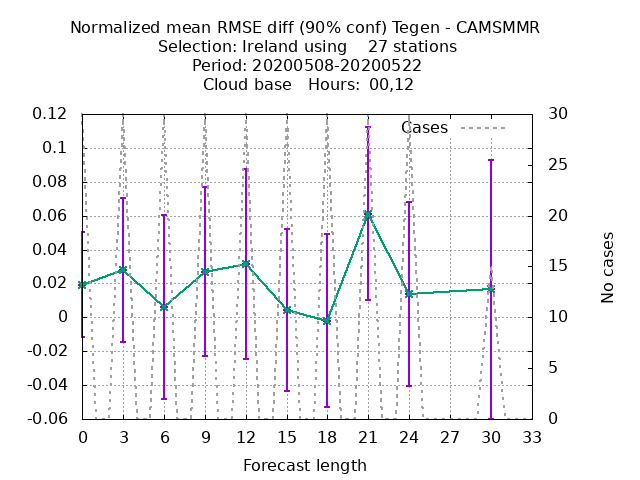 Normalized mean RMSE diff (90% conf) Tegen - CAMSMMR
Selection: Ireland using    27 stations
Period: 20200508-20200522
Cloud base   Hours:  00,12
Cases
0.12
0.1
0.08
0.06
0.04
0.02
0
-0.02
-0.04
-0.06
30
25
20
15
10
5
0
No cases
0 3 6 9 12 15 18 21 24 27 30 33
Forecast length